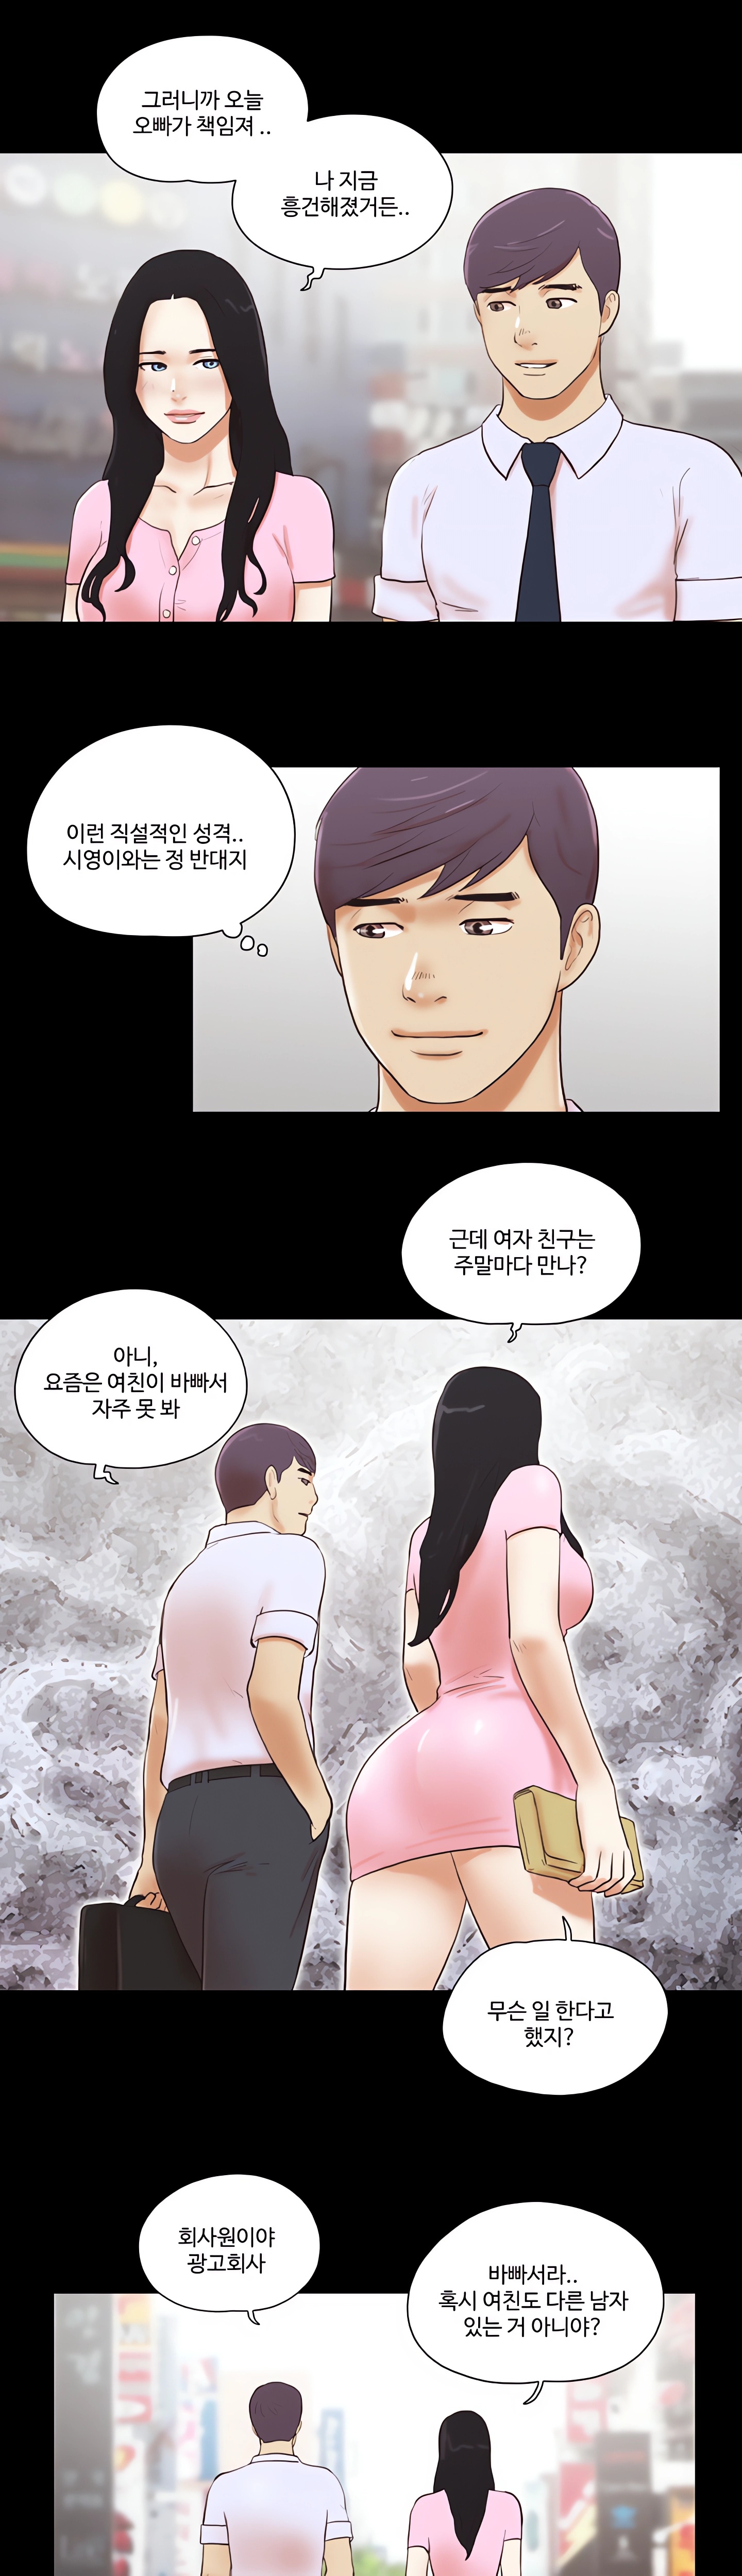 그러니까 오늘
오빠가 책임져 ..
나 지금
흥건해졌거든..
이런 직설적인 성격..
시영이와는 정 반대지
근데 여자 친구는
주말마다 만나?
아니,
요즘은 여친이 바빠서
자주 못 봐
무슨 일 한다고
했지?
회사원이야
광고회사
바빠서라..
혹시 여친도 다른 남자
있는 거 아니야?